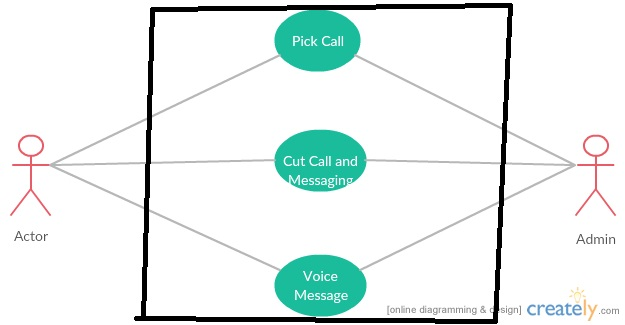 Pick Call
Cut Call and
Messaging
Actor
Admin
Voice
Message
[online diagramming & design] creately.com